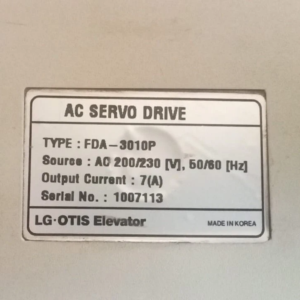 AC SERVO DRIVE
TYPE : FDA-3010P
Source : AC 200/230 [V], 50/60 [Hz]
Output Current : 7(A)
Serial No. : 1007113
LG·OTIS Elevator MADE IN KOREA